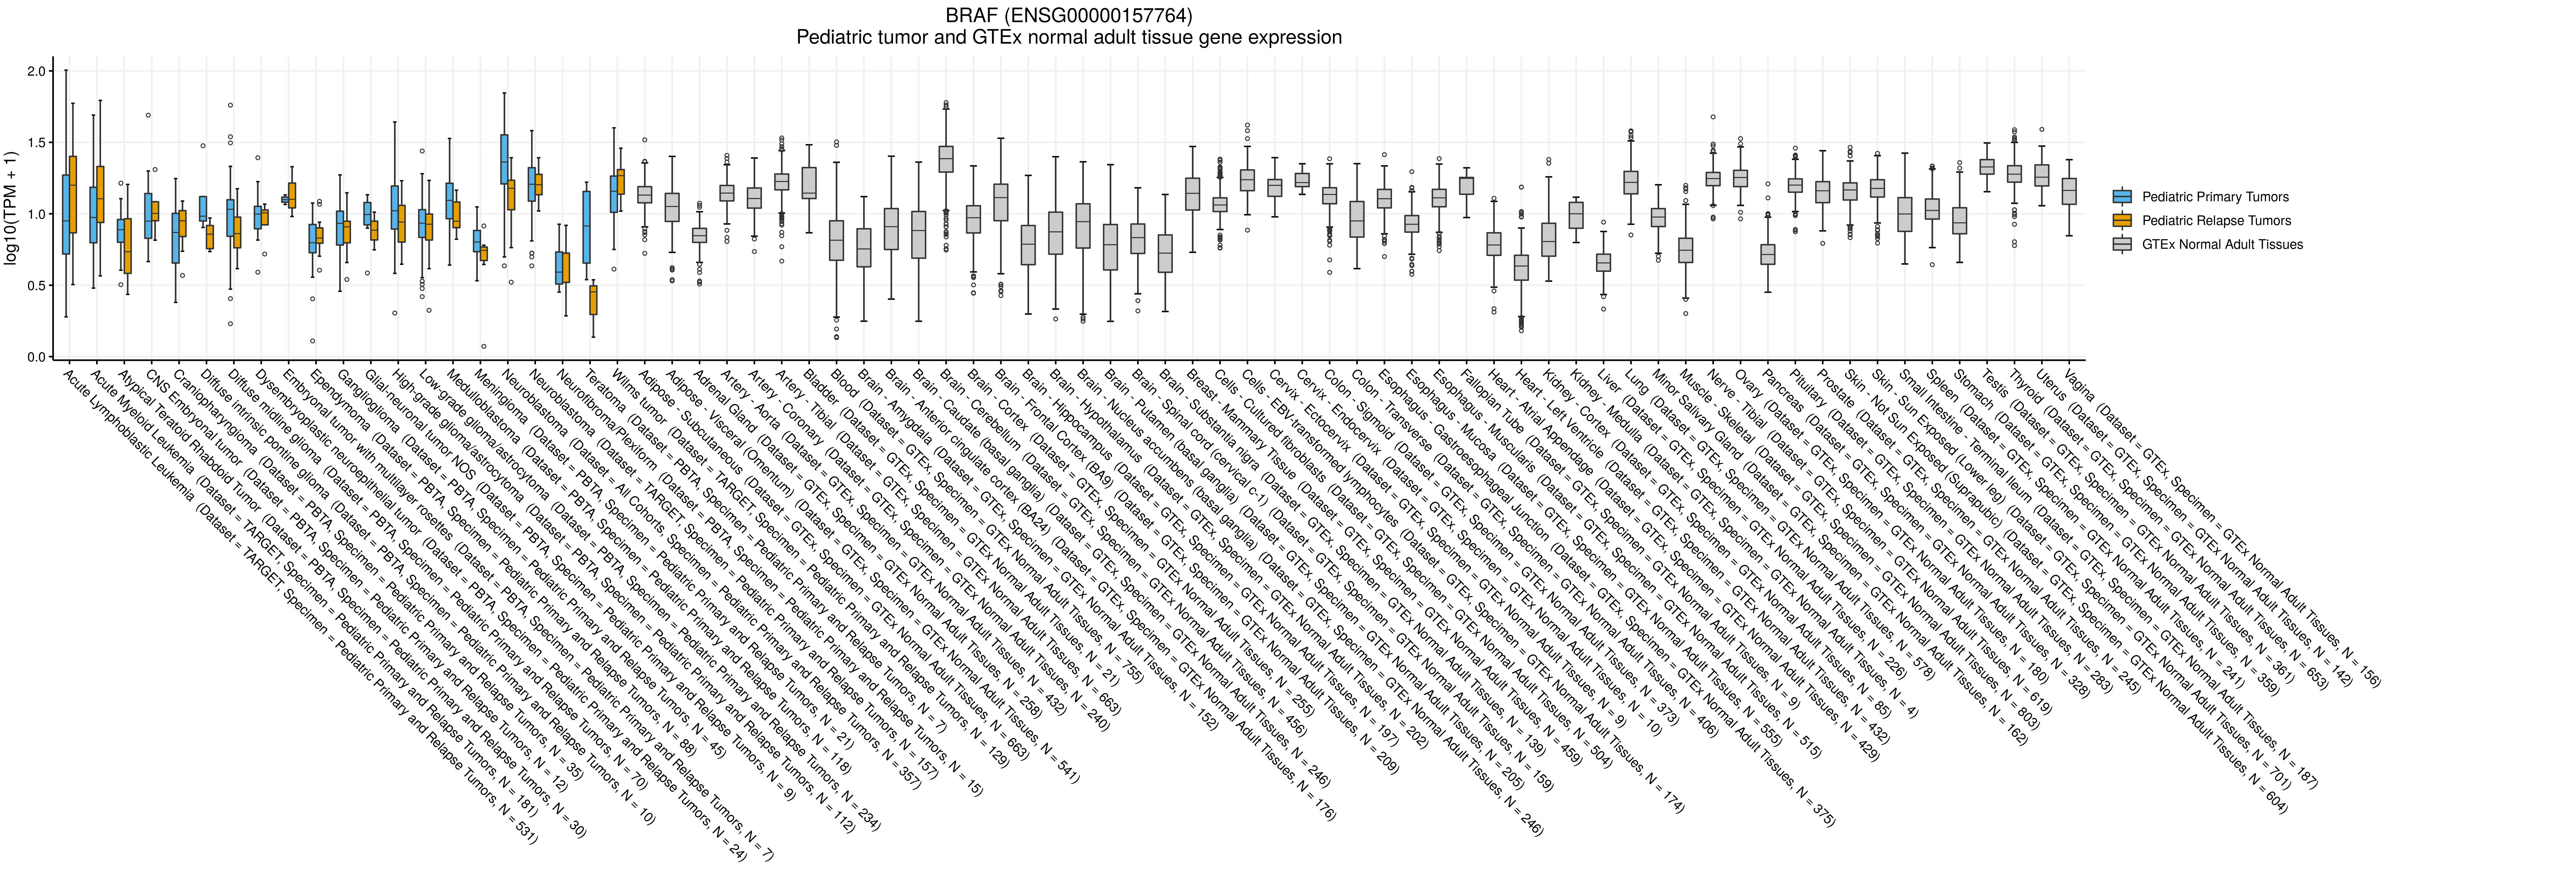 BRAF (ENSG00000157764)
Pediatric tumor and GTEx normal adult tissue gene expression
log10(TPM + 1)
2.0
1.5
1.0
0.5
0.0
Pediatric Primary Tumors
Pediatric Relapse Tumors
GTEx Normal Adult Tissues
Acute Lymphoblastic Leukemia (Dataset = TARGET, Specimen = Pediatric Primary and Relapse Tumors, N = 531)
Acute Myeloid Leukemia (Dataset = TARGET, Specimen = Pediatric Primary and Relapse Tumors, N = 181)
Atypical Teratoid Rhabdoid Tumor (Dataset = PBTA, Specimen = Pediatric Primary and Relapse Tumors, N = 30)
CNS Embryonal tumor (Dataset = PBTA, Specimen = Pediatric Primary and Relapse Tumors, N = 12)
Craniopharyngioma (Dataset = PBTA, Specimen = Pediatric Primary and Relapse Tumors, N = 35)
Diffuse intrinsic pontine glioma (Dataset = PBTA, Specimen = Pediatric Primary and Relapse Tumors, N = 10)
Diffuse midline glioma (Dataset = PBTA, Specimen = Pediatric Primary and Relapse Tumors, N = 70)
Dysembryoplastic neuroepithelial tumor (Dataset = PBTA, Specimen = Pediatric Primary and Relapse Tumors, N = 24)
Embryonal tumor with multilayer rosettes (Dataset = PBTA, Specimen = Pediatric Primary and Relapse Tumors, N = 7)
Ependymoma (Dataset = PBTA, Specimen = Pediatric Primary and Relapse Tumors, N = 88)
Ganglioglioma (Dataset = PBTA, Specimen = Pediatric Primary and Relapse Tumors, N = 45)
Glial-neuronal tumor NOS (Dataset = PBTA, Specimen = Pediatric Primary and Relapse Tumors, N = 9)
High-grade glioma/astrocytoma (Dataset = PBTA, Specimen = Pediatric Primary and Relapse Tumors, N = 112)
Low-grade glioma/astrocytoma (Dataset = PBTA, Specimen = Pediatric Primary and Relapse Tumors, N = 234)
Medulloblastoma (Dataset = PBTA, Specimen = Pediatric Primary and Relapse Tumors, N = 118)
Meningioma (Dataset = PBTA, Specimen = Pediatric Primary and Relapse Tumors, N = 21)
Neuroblastoma (Dataset = All Cohorts, Specimen = Pediatric Primary and Relapse Tumors, N = 357)
Neuroblastoma (Dataset = TARGET, Specimen = Pediatric Primary and Relapse Tumors, N = 157)
Neurofibroma/Plexiform (Dataset = PBTA, Specimen = Pediatric Primary and Relapse Tumors, N = 15)
Teratoma (Dataset = PBTA, Specimen = Pediatric Primary and Relapse Tumors, N = 7)
Wilms tumor (Dataset = TARGET, Specimen = Pediatric Primary and Relapse Tumors, N = 129)
Adipose - Subcutaneous (Dataset = GTEx, Specimen = GTEx Normal Adult Tissues, N = 663)
Adipose - Visceral (Omentum) (Dataset = GTEx, Specimen = GTEx Normal Adult Tissues, N = 541)
Adrenal Gland (Dataset = GTEx, Specimen = GTEx Normal Adult Tissues, N = 258)
Artery - Aorta (Dataset = GTEx, Specimen = GTEx Normal Adult Tissues, N = 432)
Artery - Coronary (Dataset = GTEx, Specimen = GTEx Normal Adult Tissues, N = 240)
Artery - Tibial (Dataset = GTEx, Specimen = GTEx Normal Adult Tissues, N = 663)
Bladder (Dataset = GTEx, Specimen = GTEx Normal Adult Tissues, N = 21)
Blood (Dataset = GTEx, Specimen = GTEx Normal Adult Tissues, N = 755)
Brain - Amygdala (Dataset = GTEx, Specimen = GTEx Normal Adult Tissues, N = 152)
Brain - Anterior cingulate cortex (BA24) (Dataset = GTEx, Specimen = GTEx Normal Adult Tissues, N = 176)
Brain - Caudate (basal ganglia) (Dataset = GTEx, Specimen = GTEx Normal Adult Tissues, N = 246)
Brain - Cerebellum (Dataset = GTEx, Specimen = GTEx Normal Adult Tissues, N = 456)
Brain - Cortex (Dataset = GTEx, Specimen = GTEx Normal Adult Tissues, N = 255)
Brain - Frontal Cortex (BA9) (Dataset = GTEx, Specimen = GTEx Normal Adult Tissues, N = 209)
Brain - Hippocampus (Dataset = GTEx, Specimen = GTEx Normal Adult Tissues, N = 197)
Brain - Hypothalamus (Dataset = GTEx, Specimen = GTEx Normal Adult Tissues, N = 202)
Brain - Nucleus accumbens (basal ganglia) (Dataset = GTEx, Specimen = GTEx Normal Adult Tissues, N = 246)
Brain - Putamen (basal ganglia) (Dataset = GTEx, Specimen = GTEx Normal Adult Tissues, N = 205)
Brain - Spinal cord (cervical c-1) (Dataset = GTEx, Specimen = GTEx Normal Adult Tissues, N = 159)
Brain - Substantia nigra (Dataset = GTEx, Specimen = GTEx Normal Adult Tissues, N = 139)
Breast - Mammary Tissue (Dataset = GTEx, Specimen = GTEx Normal Adult Tissues, N = 459)
Cells - Cultured fibroblasts (Dataset = GTEx, Specimen = GTEx Normal Adult Tissues, N = 504)
Cells - EBV-transformed lymphocytes (Dataset = GTEx, Specimen = GTEx Normal Adult Tissues, N = 174)
Cervix - Ectocervix (Dataset = GTEx, Specimen = GTEx Normal Adult Tissues, N = 9)
Cervix - Endocervix (Dataset = GTEx, Specimen = GTEx Normal Adult Tissues, N = 10)
Colon - Sigmoid (Dataset = GTEx, Specimen = GTEx Normal Adult Tissues, N = 373)
Colon - Transverse (Dataset = GTEx, Specimen = GTEx Normal Adult Tissues, N = 406)
Esophagus - Gastroesophageal Junction (Dataset = GTEx, Specimen = GTEx Normal Adult Tissues, N = 375)
Esophagus - Mucosa (Dataset = GTEx, Specimen = GTEx Normal Adult Tissues, N = 555)
Esophagus - Muscularis (Dataset = GTEx, Specimen = GTEx Normal Adult Tissues, N = 515)
Fallopian Tube (Dataset = GTEx, Specimen = GTEx Normal Adult Tissues, N = 9)
Heart - Atrial Appendage (Dataset = GTEx, Specimen = GTEx Normal Adult Tissues, N = 429)
Heart - Left Ventricle (Dataset = GTEx, Specimen = GTEx Normal Adult Tissues, N = 432)
Kidney - Cortex (Dataset = GTEx, Specimen = GTEx Normal Adult Tissues, N = 85)
Kidney - Medulla (Dataset = GTEx, Specimen = GTEx Normal Adult Tissues, N = 4)
Liver (Dataset = GTEx, Specimen = GTEx Normal Adult Tissues, N = 226)
Lung (Dataset = GTEx, Specimen = GTEx Normal Adult Tissues, N = 578)
Minor Salivary Gland (Dataset = GTEx, Specimen = GTEx Normal Adult Tissues, N = 162)
Muscle - Skeletal (Dataset = GTEx, Specimen = GTEx Normal Adult Tissues, N = 803)
Nerve - Tibial (Dataset = GTEx, Specimen = GTEx Normal Adult Tissues, N = 619)
Ovary (Dataset = GTEx, Specimen = GTEx Normal Adult Tissues, N = 180)
Pancreas (Dataset = GTEx, Specimen = GTEx Normal Adult Tissues, N = 328)
Pituitary (Dataset = GTEx, Specimen = GTEx Normal Adult Tissues, N = 283)
Prostate (Dataset = GTEx, Specimen = GTEx Normal Adult Tissues, N = 245)
Skin - Not Sun Exposed (Suprapubic) (Dataset = GTEx, Specimen = GTEx Normal Adult Tissues, N = 604)
Skin - Sun Exposed (Lower leg) (Dataset = GTEx, Specimen = GTEx Normal Adult Tissues, N = 701)
Small Intestine - Terminal Ileum (Dataset = GTEx, Specimen = GTEx Normal Adult Tissues, N = 187)
Spleen (Dataset = GTEx, Specimen = GTEx Normal Adult Tissues, N = 241)
Stomach (Dataset = GTEx, Specimen = GTEx Normal Adult Tissues, N = 359)
Testis (Dataset = GTEx, Specimen = GTEx Normal Adult Tissues, N = 361)
Thyroid (Dataset = GTEx, Specimen = GTEx Normal Adult Tissues, N = 653)
Uterus (Dataset = GTEx, Specimen = GTEx Normal Adult Tissues, N = 142)
Vagina (Dataset = GTEx, Specimen = GTEx Normal Adult Tissues, N = 156)